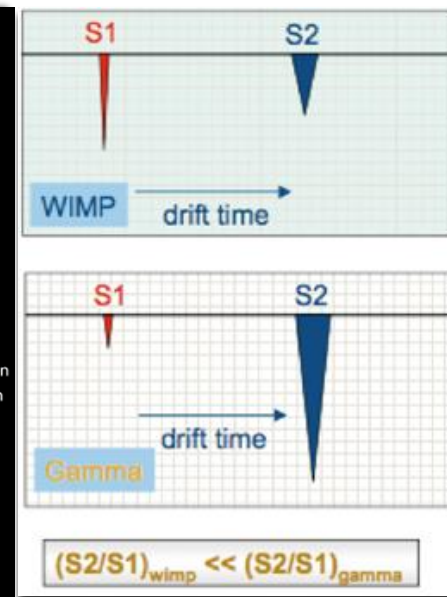 S1 S2
WIMP
drift time
S1 S2
drift time
Gamma
(S2/S1)wimp << (S2/S1)gamma